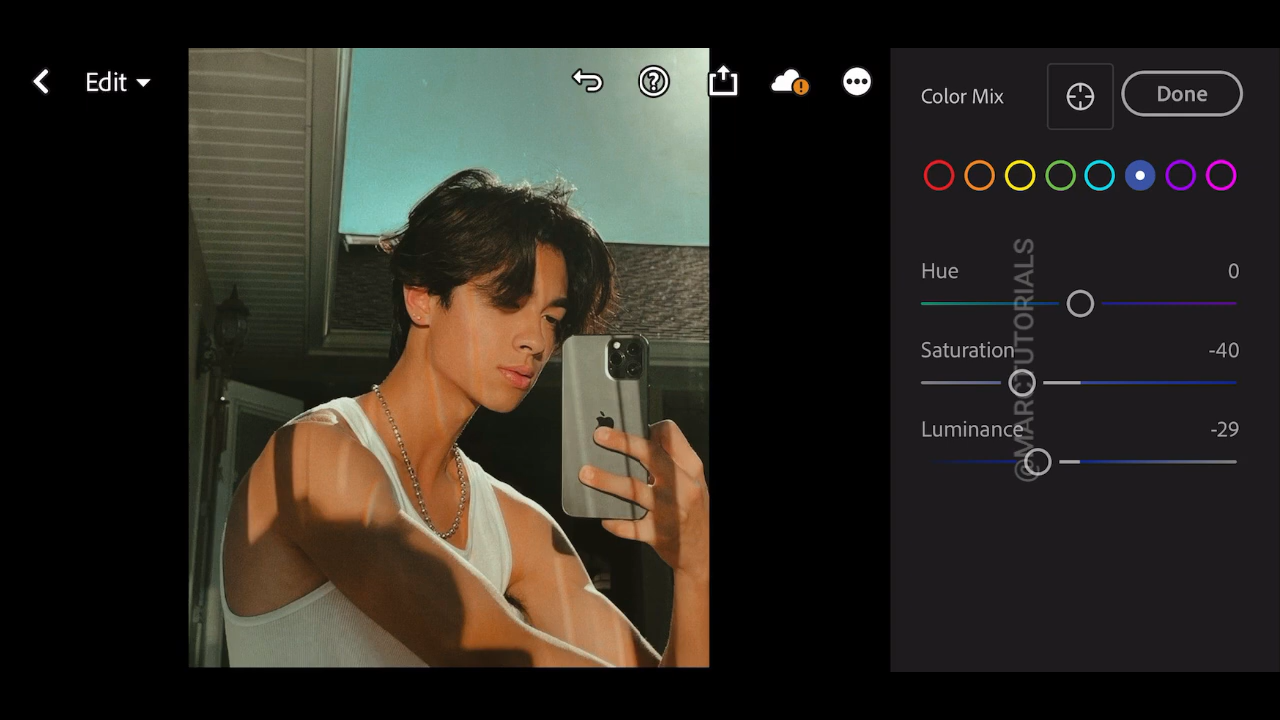 Edit
Color Mix
Done
Hue 0
Saturation -40
Luminance -29
@MARCTUTORIALS